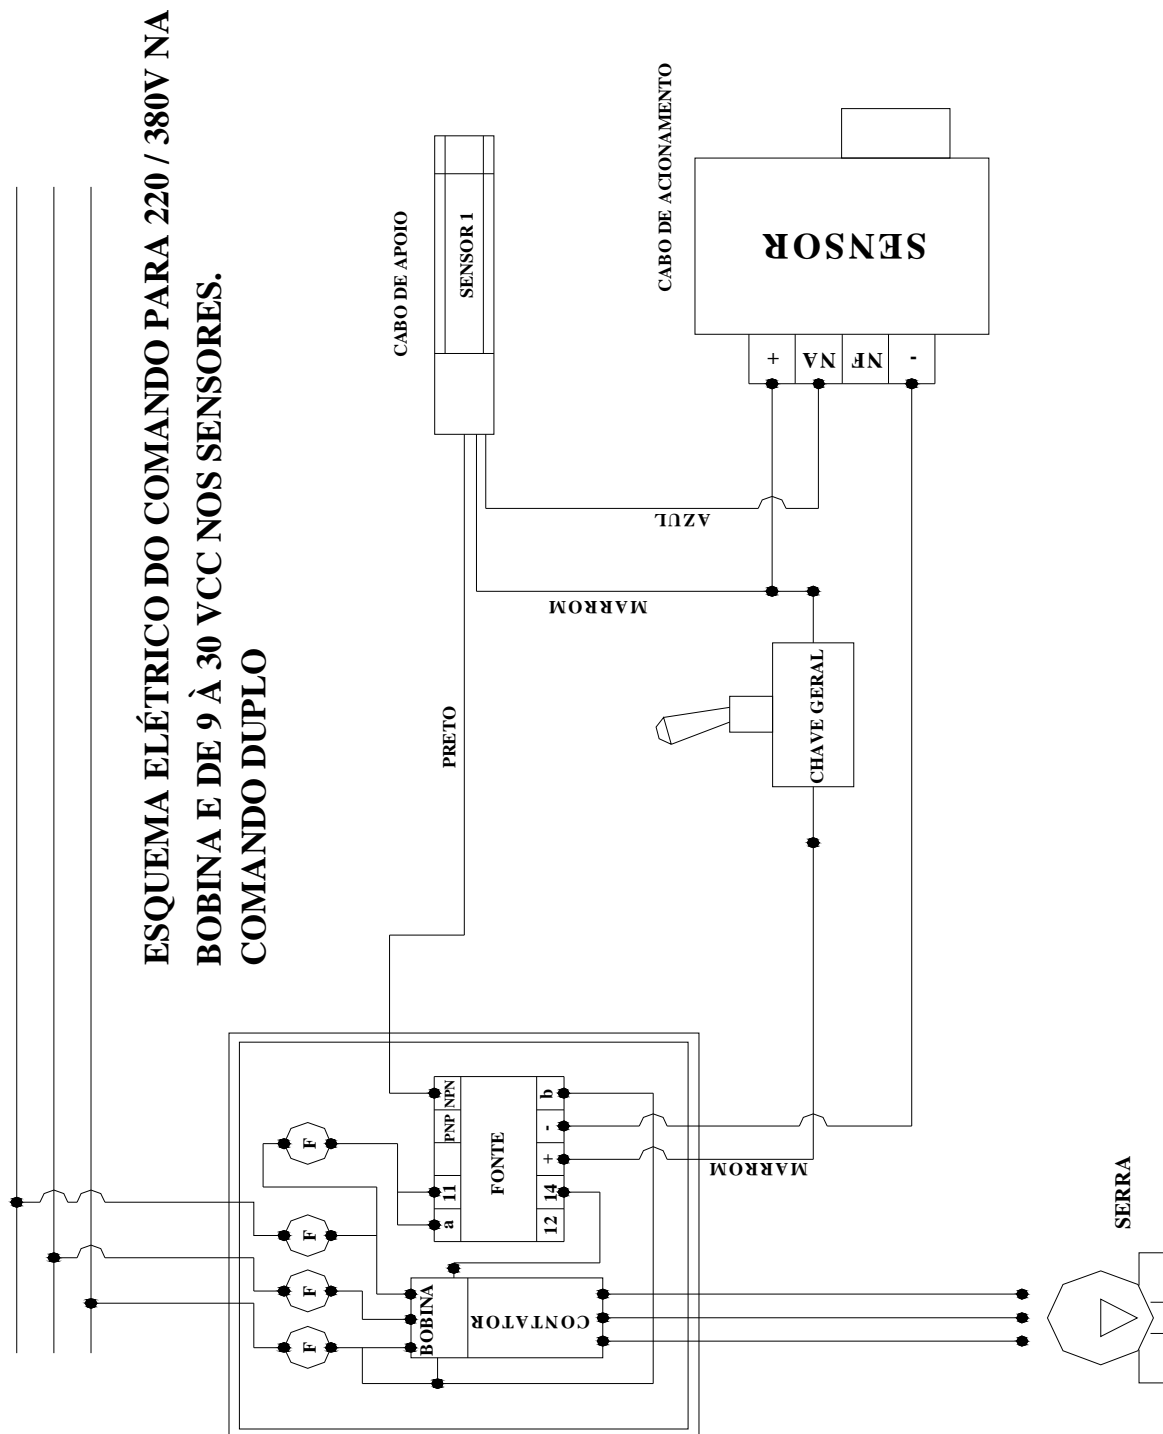 ESQUEMA ELÉTRICO DO COMANDO PARA 220 / 380V NA
BOBINA E DE 9 À 30 VCC NOS SENSORES.
COMANDO DUPLO
CABO DE APOIO
SENSOR 1
CABO DE ACIONAMENTO
SENSOR
+
NA
NF
-
AZUL
MARROM
PRETO
CHAVE GERAL
F
F
F
F
PNP
NPN
a
11
FONTE
12
14
+
-
b
MARROM
BOBINA
CONTATOR
SERRA